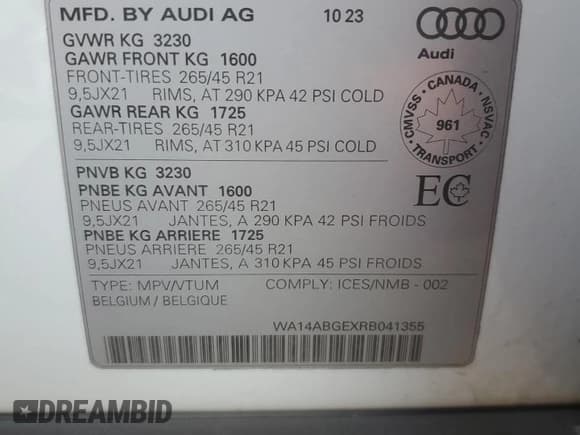 MFD. BY AUDI AG 10 23
GVWR KG 3230
GAWR FRONT KG 1600
FRONT-TIRES 265/45 R21
9,5JX21 RIMS, AT 290 KPA 42 PSI COLD
GAWR REAR KG 1725
REAR-TIRES 265/45 R21
9,5JX21 RIMS, AT 310 KPA 45 PSI COLD
Audi
CMVSS · CANADA · NSVAC
961
TRANSPORT
EC
PNVB KG 3230
PNBE KG AVANT 1600
PNEUS AVANT 265/45 R21
9,5JX21 JANTES, A 290 KPA 42 PSI FROIDS
PNBE KG ARRIERE 1725
PNEUS ARRIERE 265/45 R21
9,5JX21 JANTES, A 310 KPA 45 PSI FROIDS
TYPE: MPV/VTUM COMPLY: ICES/NMB - 002
BELGIUM / BELGIQUE
WA14ABGEXRB041355
DREAMBID